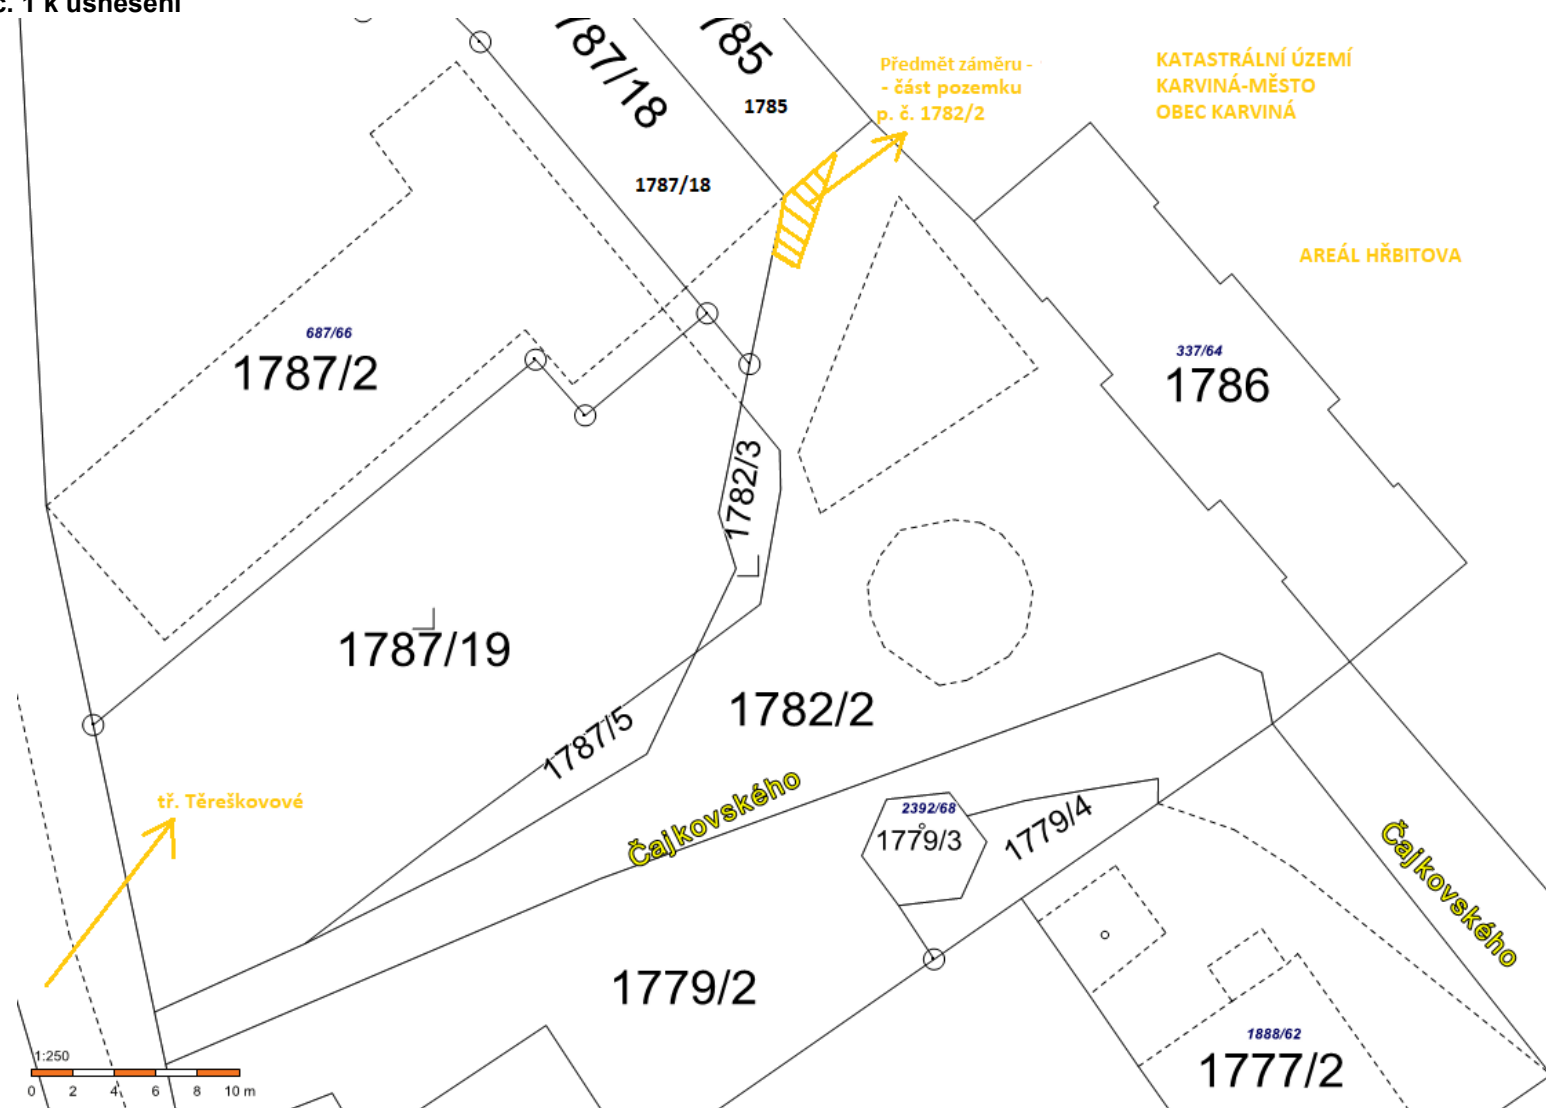 č. 1 k usnesení
787/18
785
1785
1787/18
Předmět záměru -
- část pozemku
p. č. 1782/2
KATASTRÁLNÍ ÚZEMÍ
KARVINÁ-MĚSTO
OBEC KARVINÁ
AREÁL HŘBITOVA
687/66
1787/2
337/64
1786
1782/3
1787/19
1782/2
1787/5
Čajkovského
tř. Těreškovové
2392/68
1779/3
1779/4
Čajkovského
1779/2
1888/62
1777/2
1:250
0 2 4 6 8 10 m